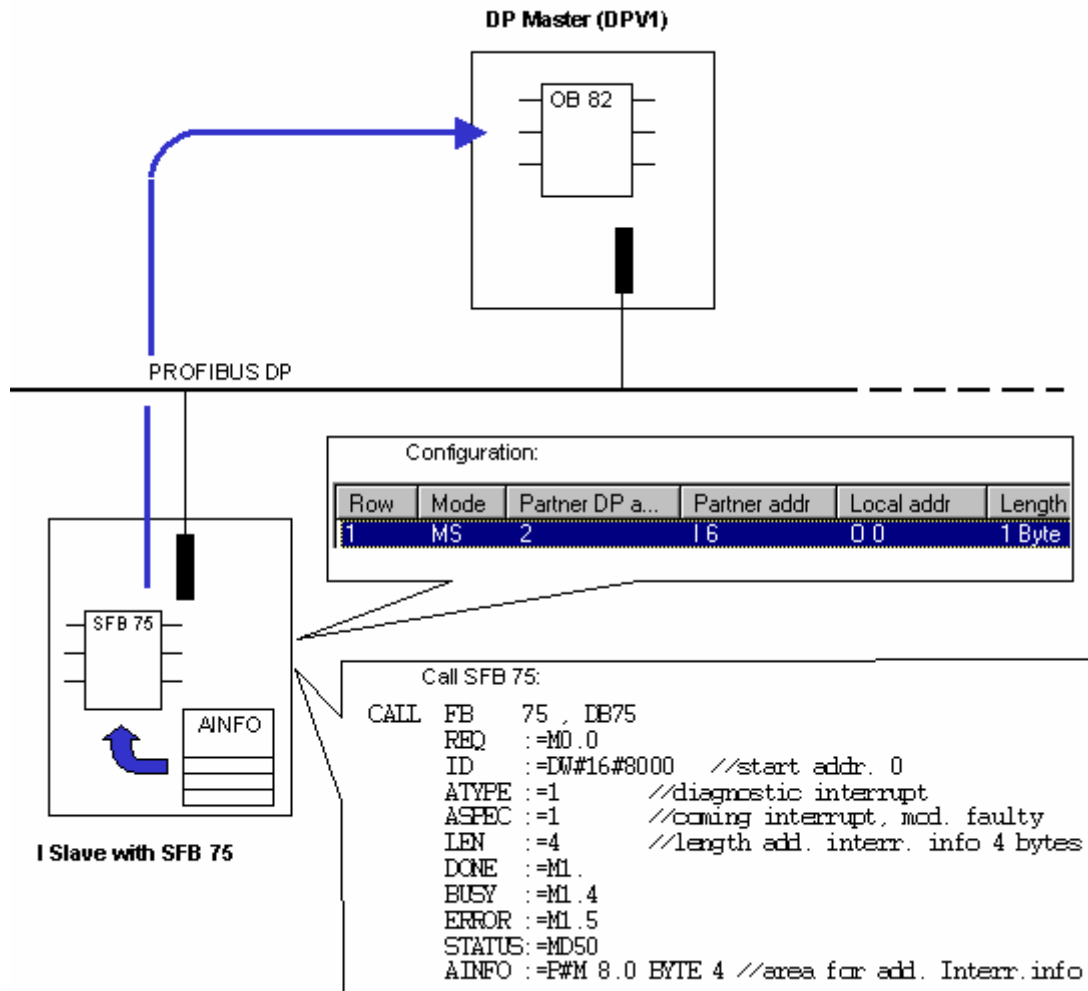 DP Master (DPV1)
OB 82
PROFIBUS DP
Configuration:
Row Mode Partner DP a... Partner addr Local addr Length
1 MS 2 I 6 O 0 1 Byte
SFB 75
AINFO
I Slave with SFB 75
Call SFB 75:
CALL FB 75 , DB75
REQ :=M0.0
ID :=DW#16#8000 //start addr. 0
ATYPE :=1 //diagnostic interrupt
ASPEC :=1 //coming interrupt, mod. faulty
LEN :=4 //length add. interr. info 4 bytes
DONE :=M1.
BUSY :=M1.4
ERROR :=M1.5
STATUS:=MD50
AINFO :=P#M 8.0 BYTE 4 //area for add. Interr.info